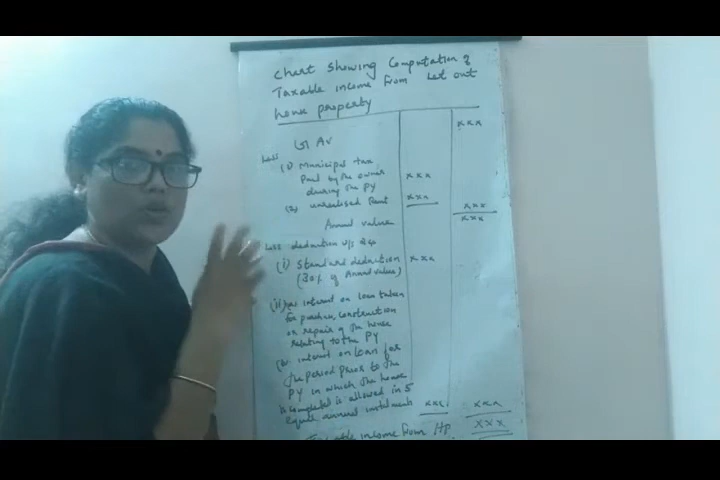 Chart Showing Computation of
Taxable income from Let out
house property
GAV xxx
Less
(i) Municipal tax
Paid by the owner xxx
during the PY
(2) unrealised Rent xxx xxx
Annual value xxx
Less deduction u/s 24
(i) Standard deduction xxx
(30% of Annual value)
(ii) (a) interest on loan taken
for purchase, construction
or repair of the house
relating to the PY
(b) interest on loan for
the period prior to the
PY in which the house
is completed is allowed in 5
equal annual instalments xxx xxx
Taxable income from HP xxx